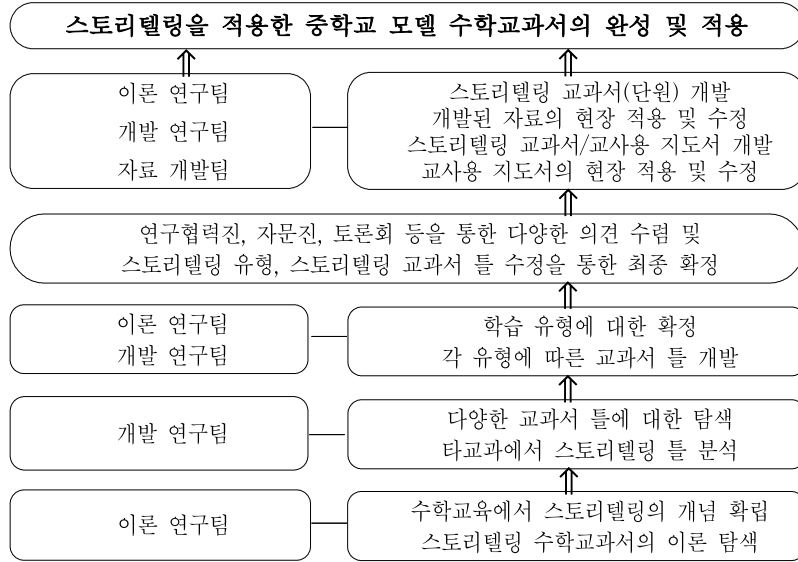 스토리텔링을 적용한 중학교 모델 수학교과서의 완성 및 적용
이론 연구팀
개발 연구팀
자료 개발팀
스토리텔링 교과서(단원) 개발
개발된 자료의 현장 적용 및 수정
스토리텔링 교과서/교사용 지도서 개발
교사용 지도서의 현장 적용 및 수정
연구협력진, 자문진, 토론회 등을 통한 다양한 의견 수렴 및
스토리텔링 유형, 스토리텔링 교과서 틀 수정을 통한 최종 확정
이론 연구팀
개발 연구팀
학습 유형에 대한 확정
각 유형에 따른 교과서 틀 개발
개발 연구팀
다양한 교과서 틀에 대한 탐색
타교과에서 스토리텔링 틀 분석
이론 연구팀
수학교육에서 스토리텔링의 개념 확립
스토리텔링 수학교과서의 이론 탐색